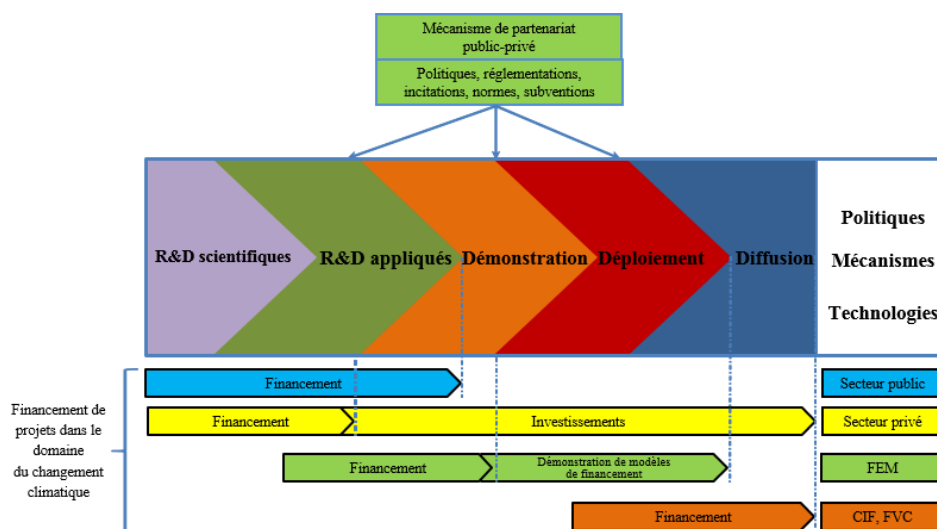 Mécanisme de partenariat
public-privé
Politiques, réglementations,
incitations, normes, subventions
R&D scientifiques
R&D appliqués
Démonstration
Déploiement
Diffusion
Politiques
Mécanismes
Technologies
Financement de
projets dans le
domaine
du changement
climatique
Financement
Secteur public
Financement
Investissements
Secteur privé
Financement
Démonstration de modèles
de financement
FEM
Financement
CIF, FVC